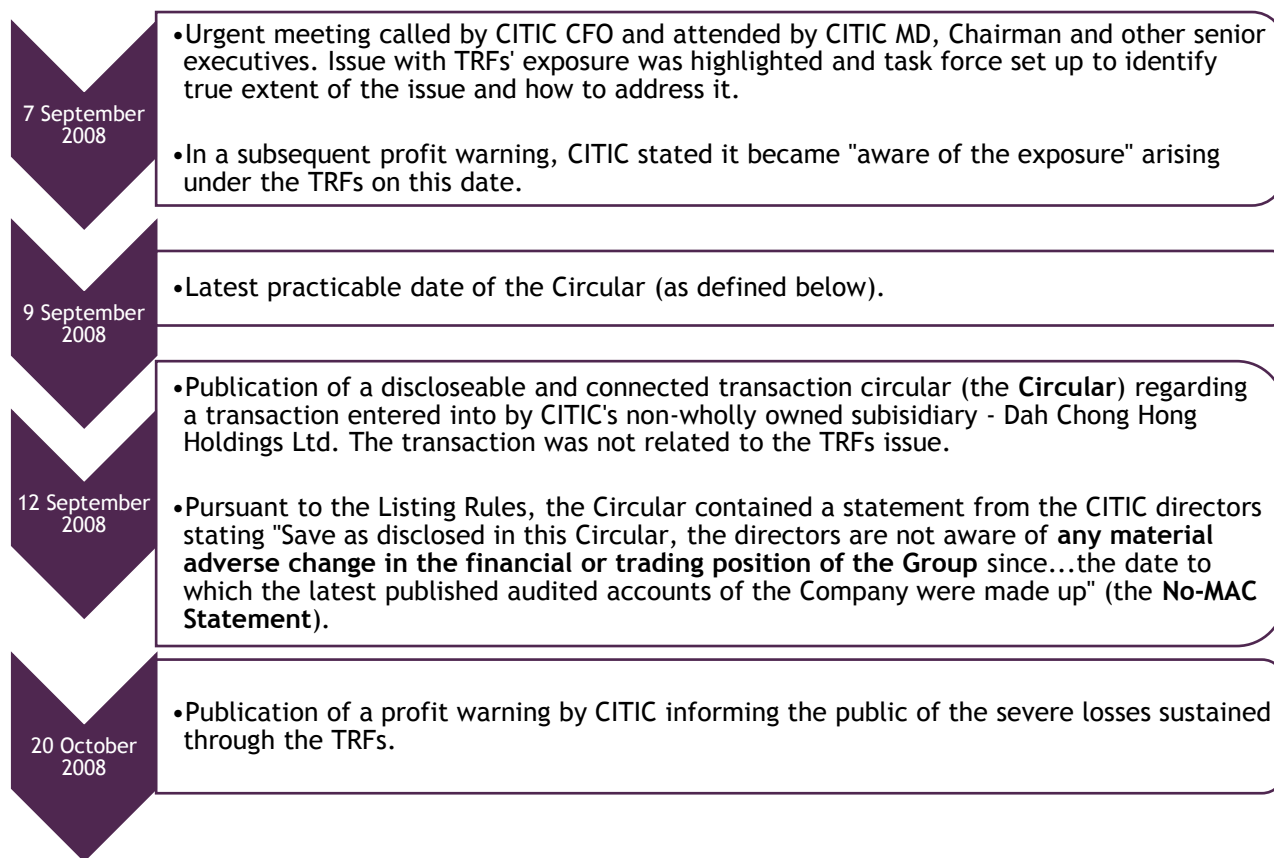 7 September
2008
•Urgent meeting called by CITIC CFO and attended by CITIC MD, Chairman and other senior
executives. Issue with TRFs' exposure was highlighted and task force set up to identify
true extent of the issue and how to address it.
•In a subsequent profit warning, CITIC stated it became "aware of the exposure" arising
under the TRFs on this date.
9 September
2008
•Latest practicable date of the Circular (as defined below).
12 September
2008
•Publication of a discloseable and connected transaction circular (the Circular) regarding
a transaction entered into by CITIC's non-wholly owned subisidiary - Dah Chong Hong
Holdings Ltd. The transaction was not related to the TRFs issue.
•Pursuant to the Listing Rules, the Circular contained a statement from the CITIC directors
stating "Save as disclosed in this Circular, the directors are not aware of any material
adverse change in the financial or trading position of the Group since...the date to
which the latest published audited accounts of the Company were made up" (the No-MAC
Statement).
20 October
2008
•Publication of a profit warning by CITIC informing the public of the severe losses sustained
through the TRFs.